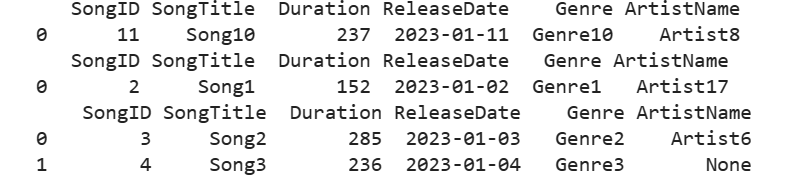 SongID SongTitle Duration ReleaseDate Genre ArtistName
0 11 Song10 237 2023-01-11 Genre10 Artist8
SongID SongTitle Duration ReleaseDate Genre ArtistName
0 2 Song1 152 2023-01-02 Genre1 Artist17
SongID SongTitle Duration ReleaseDate Genre ArtistName
0 3 Song2 285 2023-01-03 Genre2 Artist6
1 4 Song3 236 2023-01-04 Genre3 None